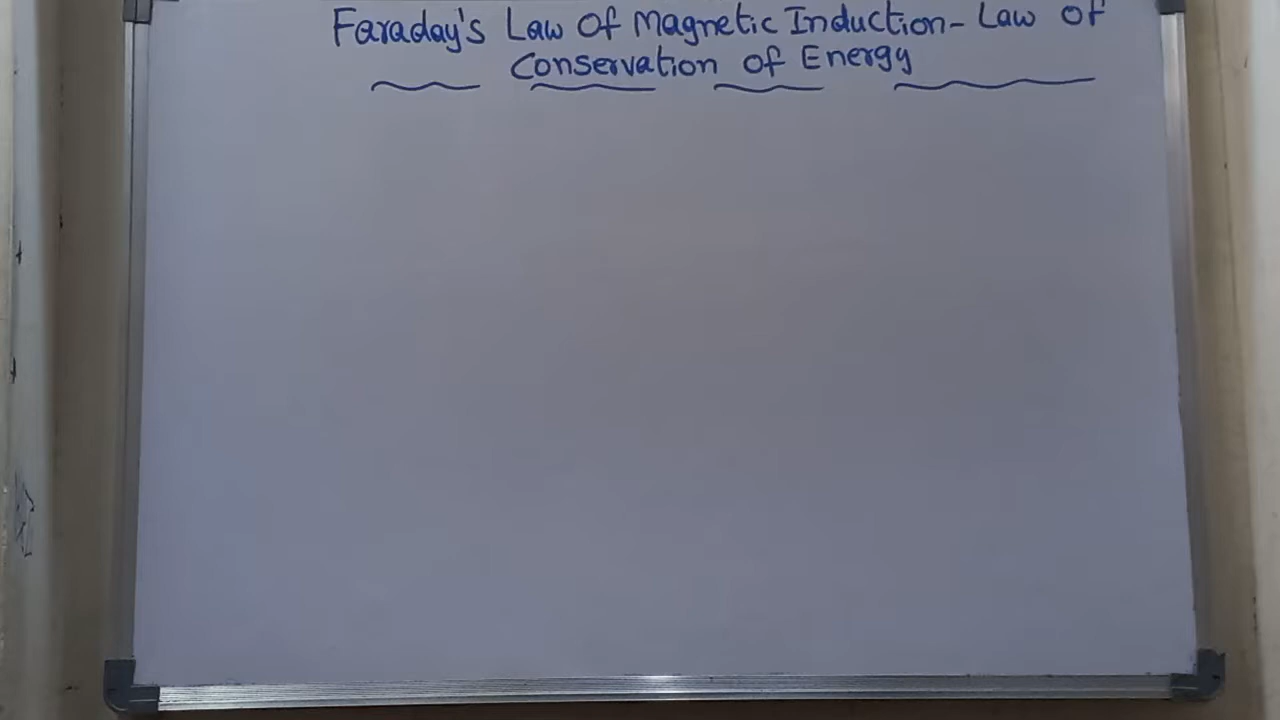 Faraday's Law Of Magnetic Induction- Law of
Conservation of Energy